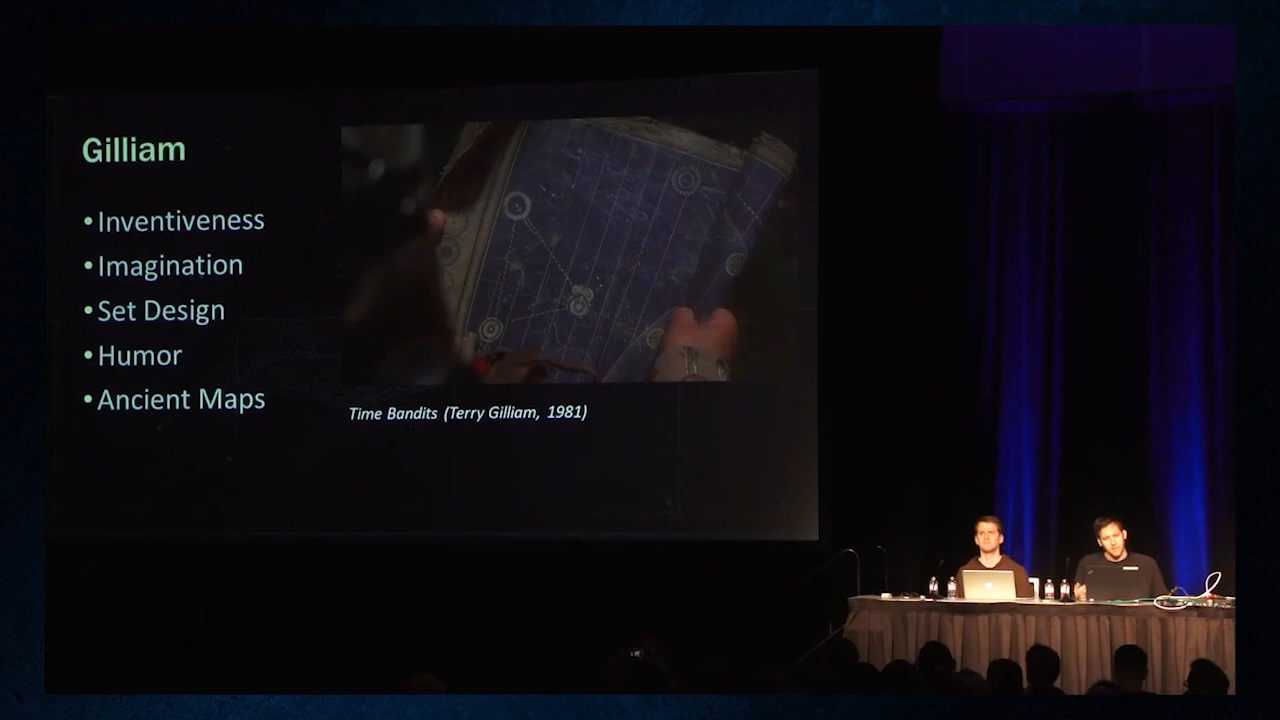 Gilliam
•Inventiveness
•Imagination
•Set Design
•Humor
•Ancient Maps
Time Bandits (Terry Gilliam, 1981)